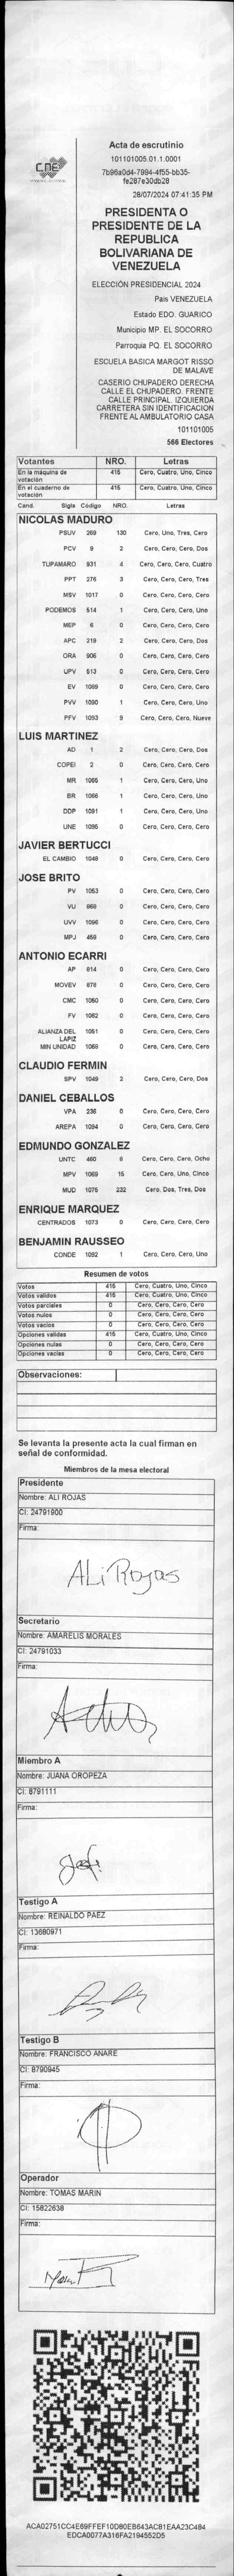 CNE
Acta de escrutinio
101101005.01.1.0001
7b96a0d4-7994-4f55-bb35-
fe287e30db28
28/07/2024 07:41:35 PM
PRESIDENTA O
PRESIDENTE DE LA
REPUBLICA
BOLIVARIANA DE
VENEZUELA
ELECCIÓN PRESIDENCIAL 2024
País VENEZUELA
Estado EDO. GUARICO
Municipio MP. EL SOCORRO
Parroquia PQ. EL SOCORRO
ESCUELA BASICA MARGOT RISSO
DE MALAVE
CASERIO CHUPADERO DERECHA
CALLE EL CHUPADERO. FRENTE
CALLE PRINCIPAL. IZQUIERDA
CARRETERA SIN IDENTIFICACION
FRENTE AL AMBULATORIO CASA
101101005
566 Electores
Votantes NRO. Letras
En la máquina de votación 415 Cero, Cuatro, Uno, Cinco
En el cuaderno de votación 415 Cero, Cuatro, Uno, Cinco
Cand. Sigla Código NRO. Letras
NICOLAS MADURO
PSUV 269 130 Cero, Uno, Tres, Cero
PCV 9 2 Cero, Cero, Cero, Dos
TUPAMARO 931 4 Cero, Cero, Cero, Cuatro
PPT 276 3 Cero, Cero, Cero, Tres
MSV 1017 0 Cero, Cero, Cero, Cero
PODEMOS 514 1 Cero, Cero, Cero, Uno
MEP 6 0 Cero, Cero, Cero, Cero
APC 219 2 Cero, Cero, Cero, Dos
ORA 906 0 Cero, Cero, Cero, Cero
UPV 513 0 Cero, Cero, Cero, Cero
EV 1089 0 Cero, Cero, Cero, Cero
PVV 1090 1 Cero, Cero, Cero, Uno
PFV 1093 9 Cero, Cero, Cero, Nueve
LUIS MARTINEZ
AD 1 2 Cero, Cero, Cero, Dos
COPEI 2 0 Cero, Cero, Cero, Cero
MR 1065 1 Cero, Cero, Cero, Uno
BR 1066 1 Cero, Cero, Cero, Uno
DDP 1091 1 Cero, Cero, Cero, Uno
UNE 1095 0 Cero, Cero, Cero, Cero
JAVIER BERTUCCI
EL CAMBIO 1048 0 Cero, Cero, Cero, Cero
JOSE BRITO
PV 1053 0 Cero, Cero, Cero, Cero
VU 868 0 Cero, Cero, Cero, Cero
UVV 1096 0 Cero, Cero, Cero, Cero
MPJ 459 0 Cero, Cero, Cero, Cero
ANTONIO ECARRI
AP 814 0 Cero, Cero, Cero, Cero
MOVEV 878 0 Cero, Cero, Cero, Cero
CMC 1060 0 Cero, Cero, Cero, Cero
FV 1062 0 Cero, Cero, Cero, Cero
ALIANZA DEL LAPIZ 1051 0 Cero, Cero, Cero, Cero
MIN UNIDAD 1068 0 Cero, Cero, Cero, Cero
CLAUDIO FERMIN
SPV 1049 2 Cero, Cero, Cero, Dos
DANIEL CEBALLOS
VPA 236 0 Cero, Cero, Cero, Cero
AREPA 1094 0 Cero, Cero, Cero, Cero
EDMUNDO GONZALEZ
UNTC 460 8 Cero, Cero, Cero, Ocho
MPV 1069 15 Cero, Cero, Uno, Cinco
MUD 1075 232 Cero, Dos, Tres, Dos
ENRIQUE MARQUEZ
CENTRADOS 1073 0 Cero, Cero, Cero, Cero
BENJAMIN RAUSSEO
CONDE 1092 1 Cero, Cero, Cero, Uno
Resumen de votos
Votos 415 Cero, Cuatro, Uno, Cinco
Votos validos 415 Cero, Cuatro, Uno, Cinco
Votos parciales 0 Cero, Cero, Cero, Cero
Votos nulos 0 Cero, Cero, Cero, Cero
Votos vacios 0 Cero, Cero, Cero, Cero
Opciones validas 415 Cero, Cuatro, Uno, Cinco
Opciones nulas 0 Cero, Cero, Cero, Cero
Opciones vacias 0 Cero, Cero, Cero, Cero
Observaciones:
Se levanta la presente acta la cual firman en
señal de conformidad.
Miembros de la mesa electoral
Presidente
Nombre: ALI ROJAS
CI: 24791900
Firma:
ALi Rojas
Secretario
Nombre: AMARELIS MORALES
CI: 24791033
Firma:
Miembro A
Nombre: JUANA OROPEZA
CI: 8791111
Firma:
Testigo A
Nombre: REINALDO PAEZ
CI: 13680971
Firma:
Testigo B
Nombre: FRANCISCO ANARE
CI: 8790945
Firma:
Operador
Nombre: TOMAS MARIN
CI: 15822638
Firma:
ACA02751CC4E69FFEF10D80EB643AC81EAA23C484
EDCA0077A316FA2194552D5